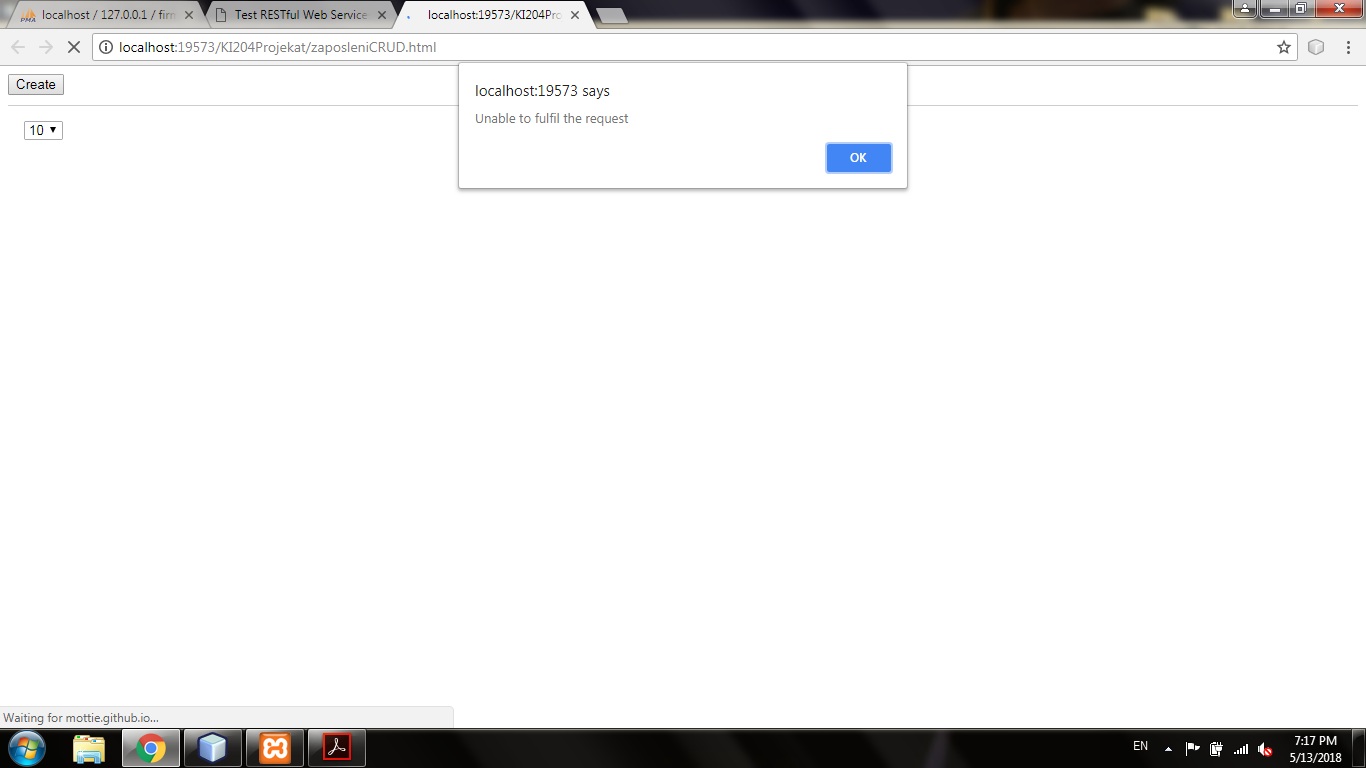 PMA
localhost / 127.0.0.1 / firm
Test RESTful Web Service
localhost:19573/KI204Pro
localhost:19573/KI204Projekat/zaposleniCRUD.html
Create
10
localhost:19573 says
Unable to fulfil the request
OK
Waiting for mottie.github.io...
EN
7:17 PM
5/13/2018